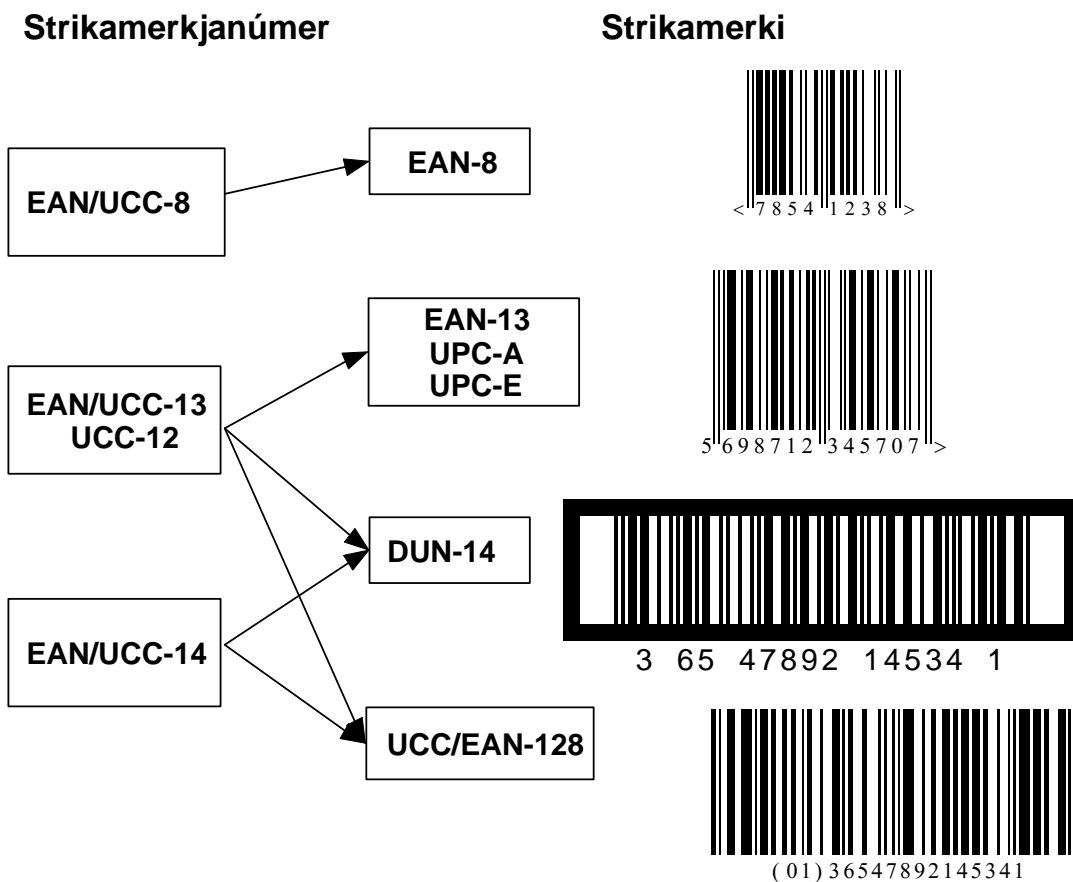 Strikamerkjanúmer
Strikamerki
EAN/UCC-8
EAN-8
< 7854 1238 >
EAN/UCC-13
UCC-12
EAN-13
UPC-A
UPC-E
5 698712 345707 >
DUN-14
3 65 47892 14534 1
EAN/UCC-14
UCC/EAN-128
(01)36547892145341